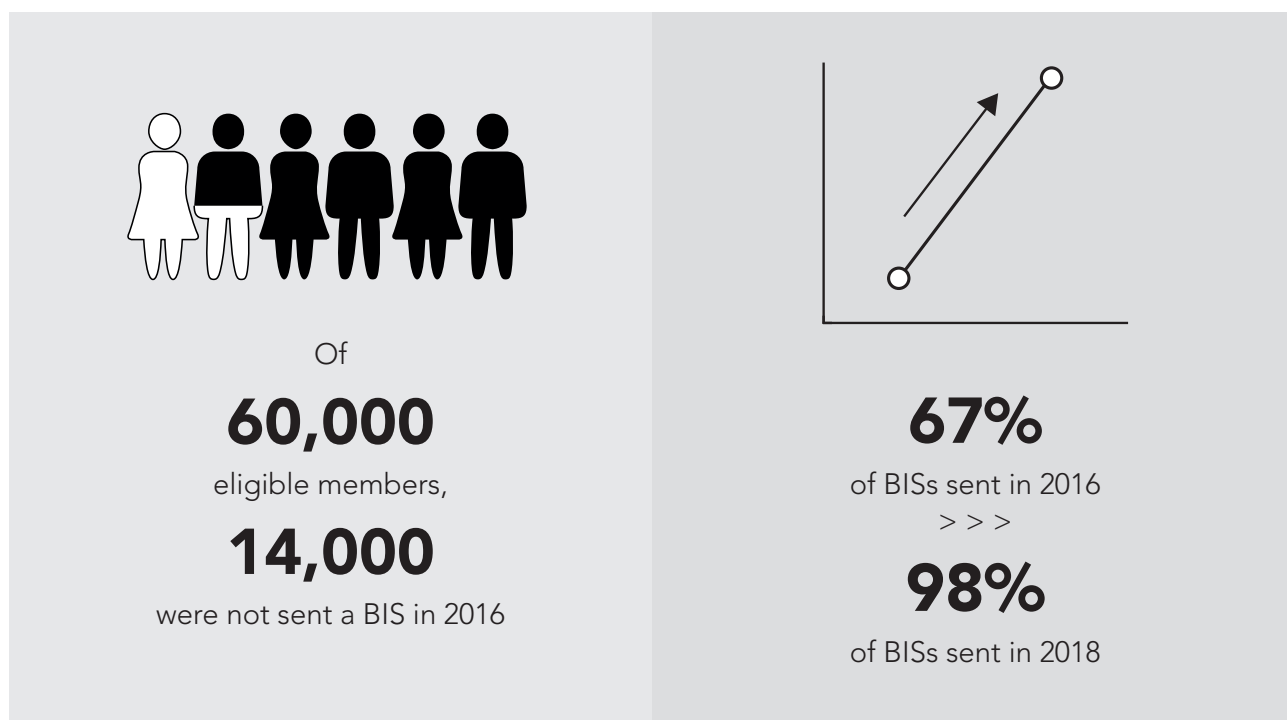 Of
60,000
eligible members,
14,000
were not sent a BIS in 2016
67%
of BISs sent in 2016
> > >
98%
of BISs sent in 2018